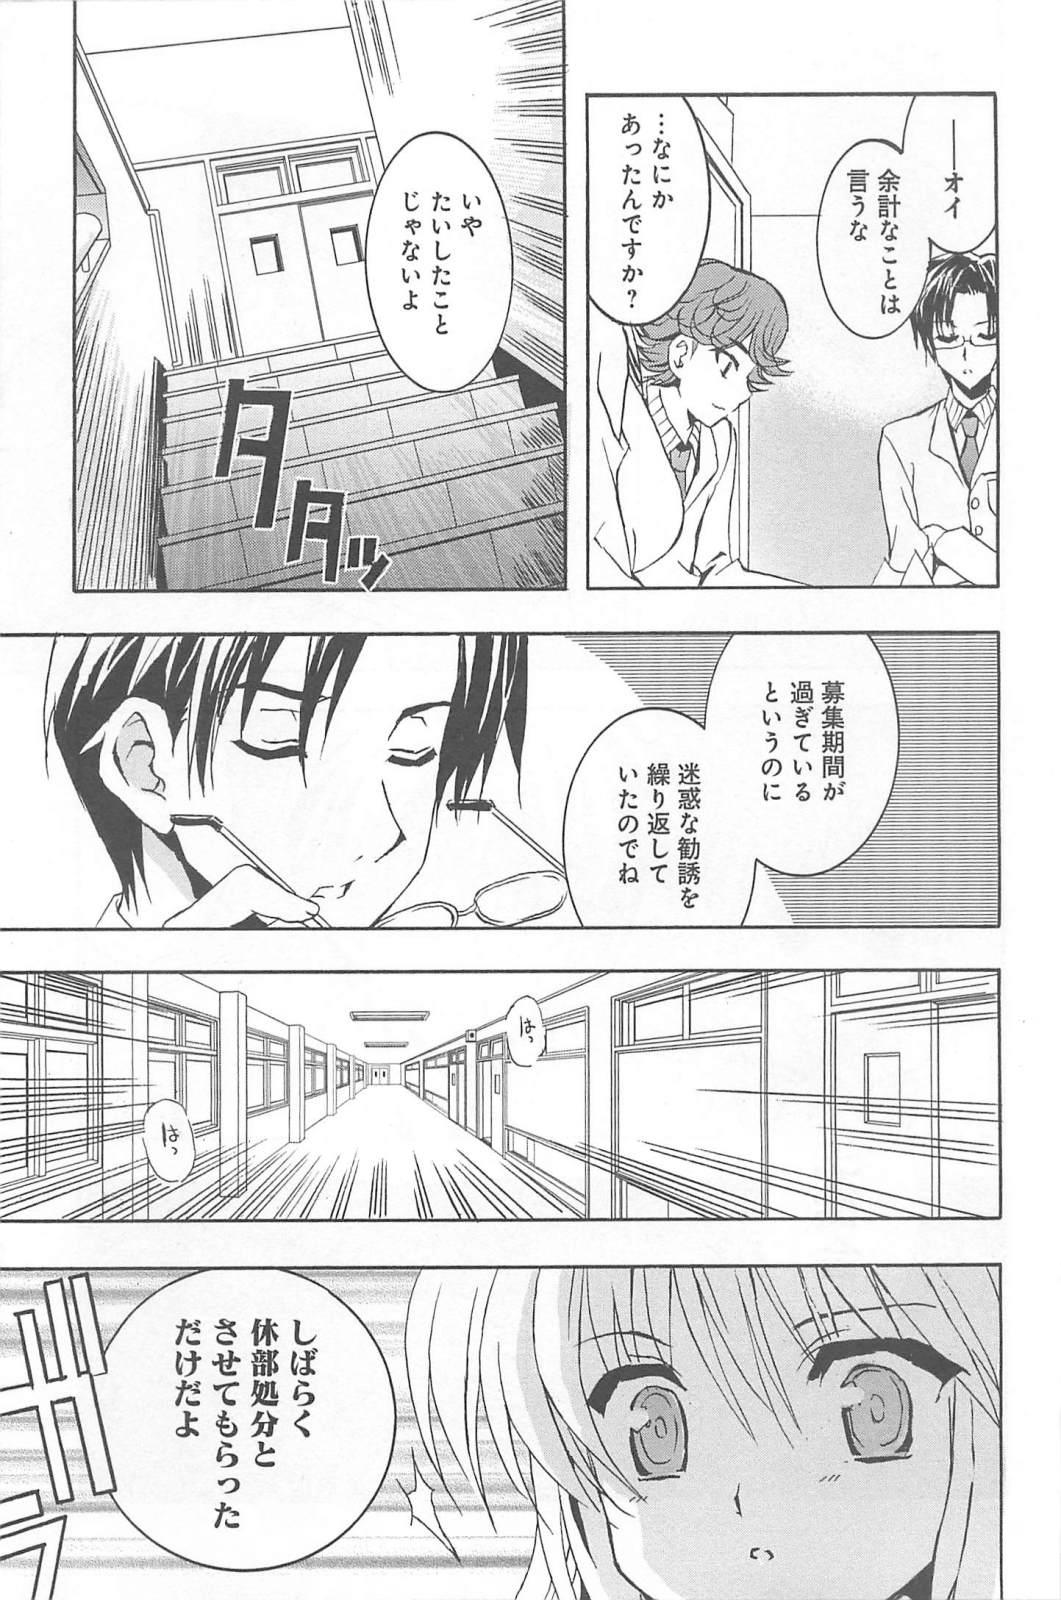 ──オイ
余計なことは
言うな
…なにか
あったんですか?
いや
たいしたこと
じゃないよ
タタタッ
募集期間が
過ぎている
というのに
迷惑な勧誘を
繰り返して
いたのでね
はっ
はっ
しばらく
休部処分と
させてもらった
だけだよ